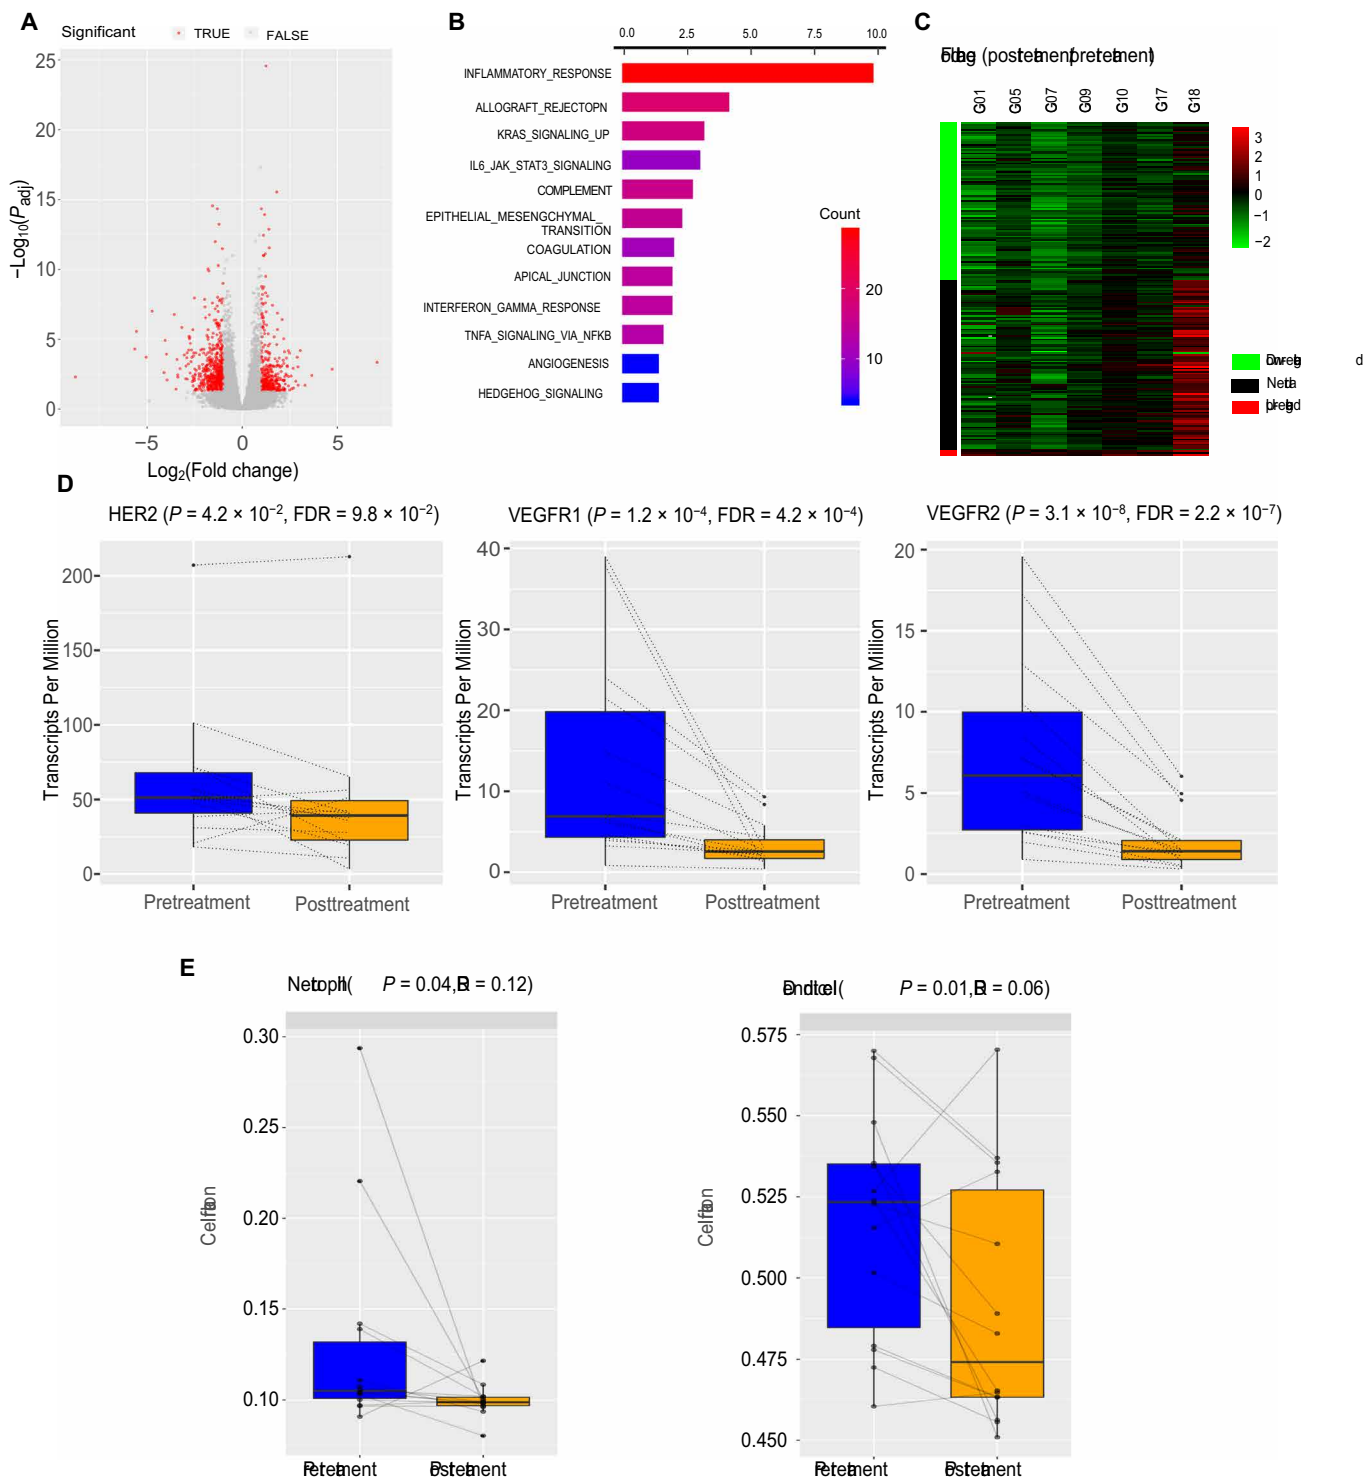 A
Significant TRUE FALSE
25
20
15
10
5
0
−Log10(Padj)
−5 0 5
Log2(Fold change)
B
0.0 2.5 5.0 7.5 10.0
INFLAMMATORY_RESPONSE
ALLOGRAFT_REJECTOPN
KRAS_SIGNALING_UP
IL6_JAK_STAT3_SIGNALING
COMPLEMENT
EPITHELIAL_MESENGCHYMAL_
TRANSITION
COAGULATION
APICAL_JUNCTION
INTERFERON_GAMMA_RESPONSE
TNFA_SIGNALING_VIA_NFKB
ANGIOGENESIS
HEDGEHOG_SIGNALING
Count
20
10
C
G01 G05 G07 G09 G10 G17 G18
3
2
1
0
−1
−2
D
HER2 (P = 4.2 × 10−2, FDR = 9.8 × 10−2)
Transcripts Per Million
200
150
100
50
0
Pretreatment Posttreatment
VEGFR1 (P = 1.2 × 10−4, FDR = 4.2 × 10−4)
Transcripts Per Million
40
30
20
10
0
Pretreatment Posttreatment
VEGFR2 (P = 3.1 × 10−8, FDR = 2.2 × 10−7)
Transcripts Per Million
20
15
10
5
0
Pretreatment Posttreatment
E
P = 0.04, = 0.12)
0.30
0.25
0.20
0.15
0.10
P = 0.01, = 0.06)
0.575
0.550
0.525
0.500
0.475
0.450